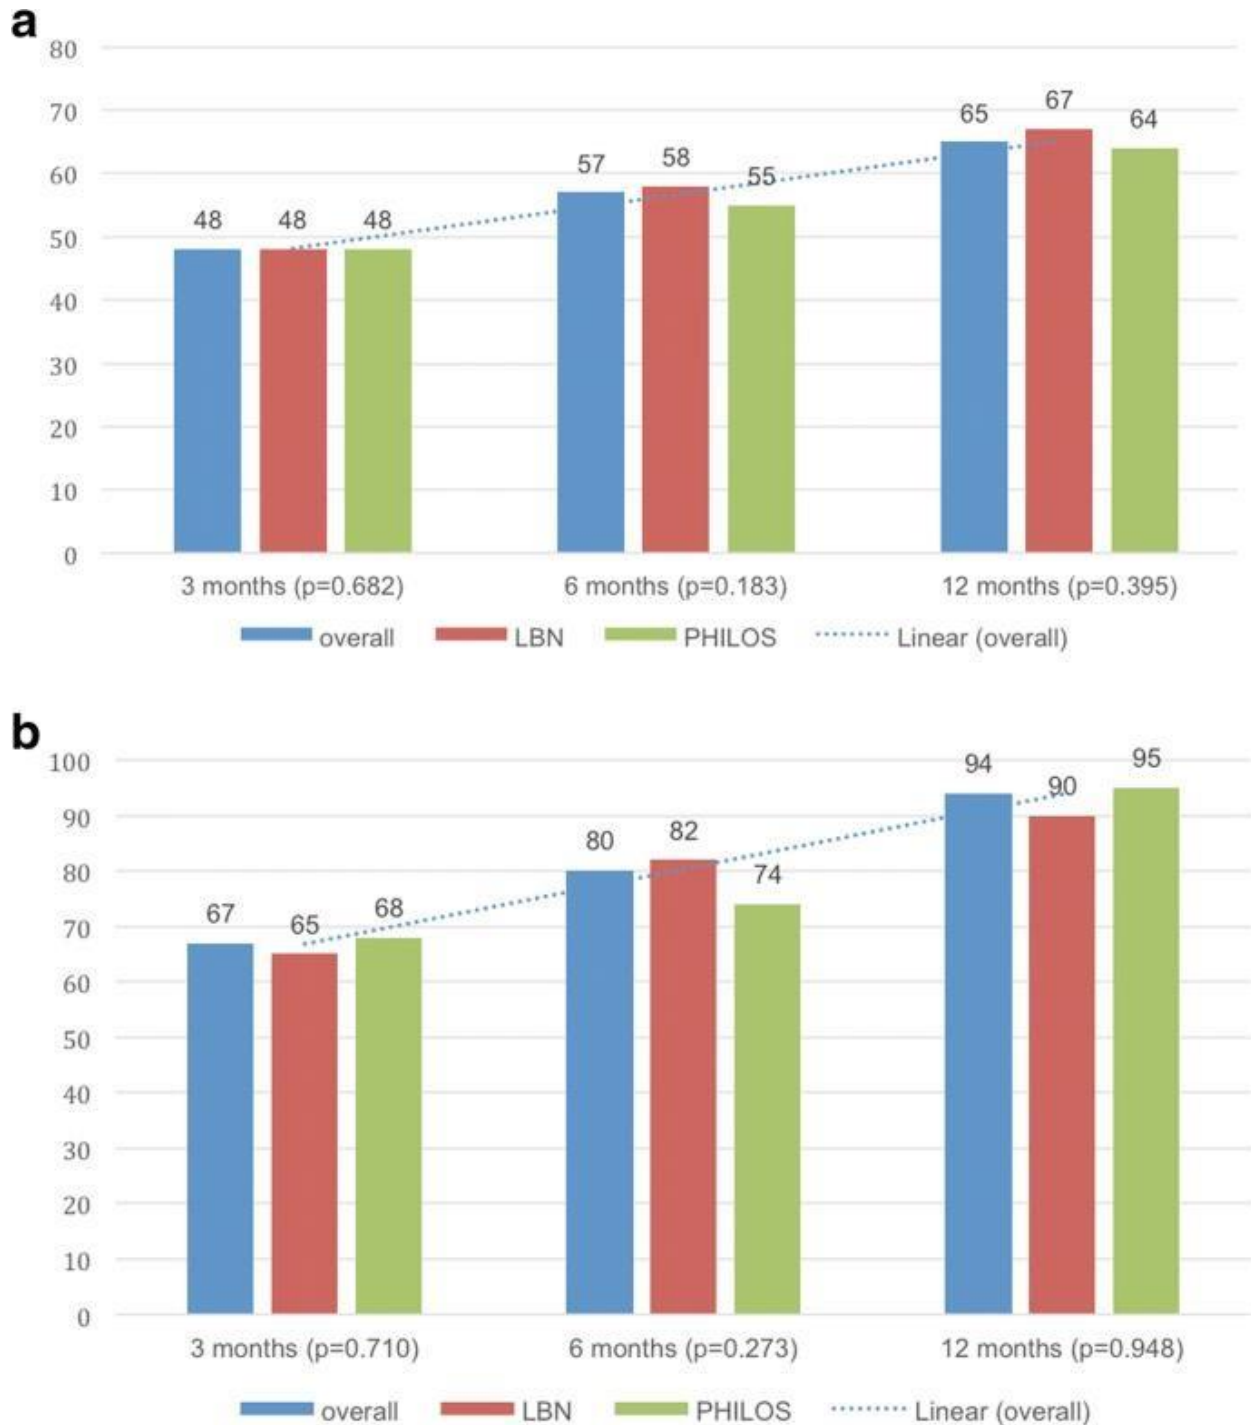 a
80
70
60
50
40
30
20
10
0
48 48 48 57 58 55 65 67 64
3 months (p=0.682) 6 months (p=0.183) 12 months (p=0.395)
overall LBN PHILOS Linear (overall)
b
100
90
80
70
60
50
40
30
20
10
0
67 65 68 80 82 74 94 90 95
3 months (p=0.710) 6 months (p=0.273) 12 months (p=0.948)
overall LBN PHILOS Linear (overall)